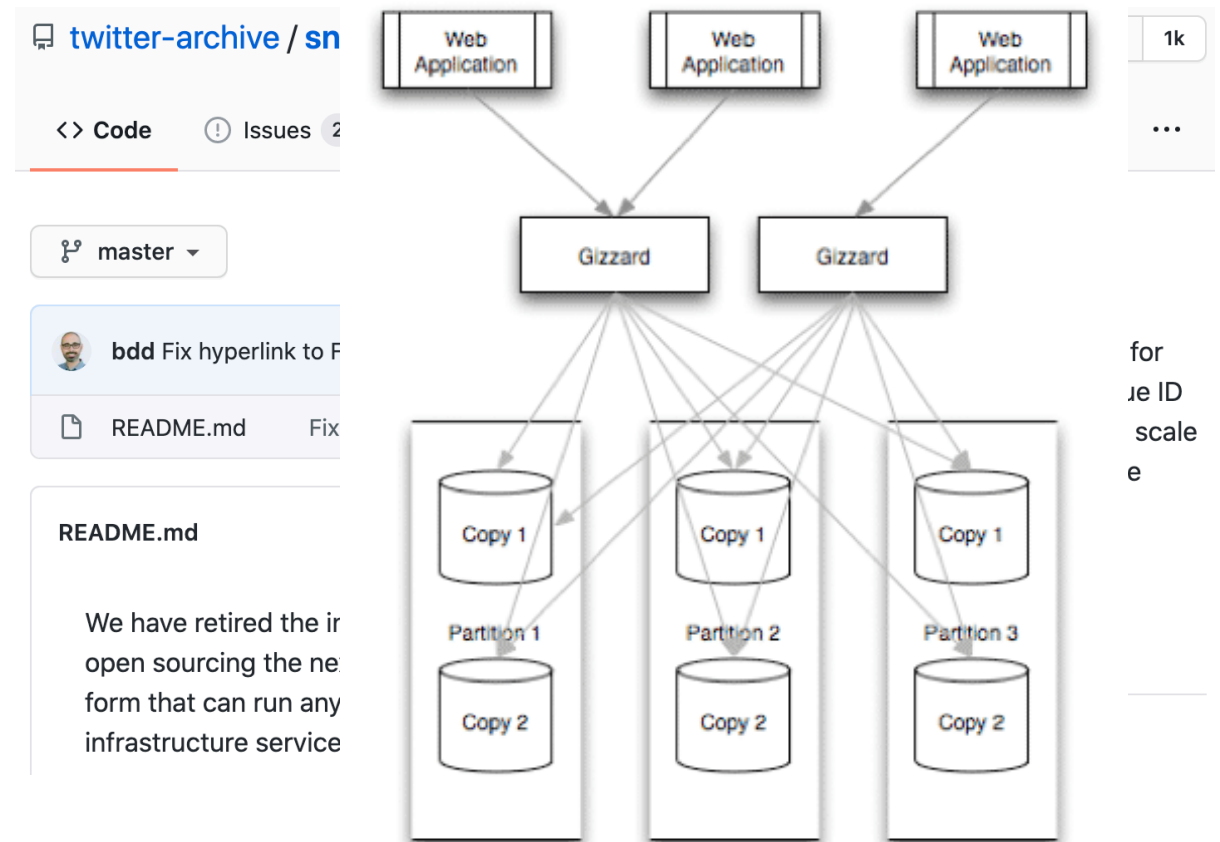 twitter-archive / sn
1k
Code
Issues 2
master
bdd Fix hyperlink to F
README.md Fix
README.md
We have retired the in
open sourcing the ne
form that can run any
infrastructure service
Web
Application
Web
Application
Web
Application
Gizzard
Gizzard
Copy 1
Copy 1
Copy 1
Partition 1
Partition 2
Partition 3
Copy 2
Copy 2
Copy 2
for
ue ID
scale
e